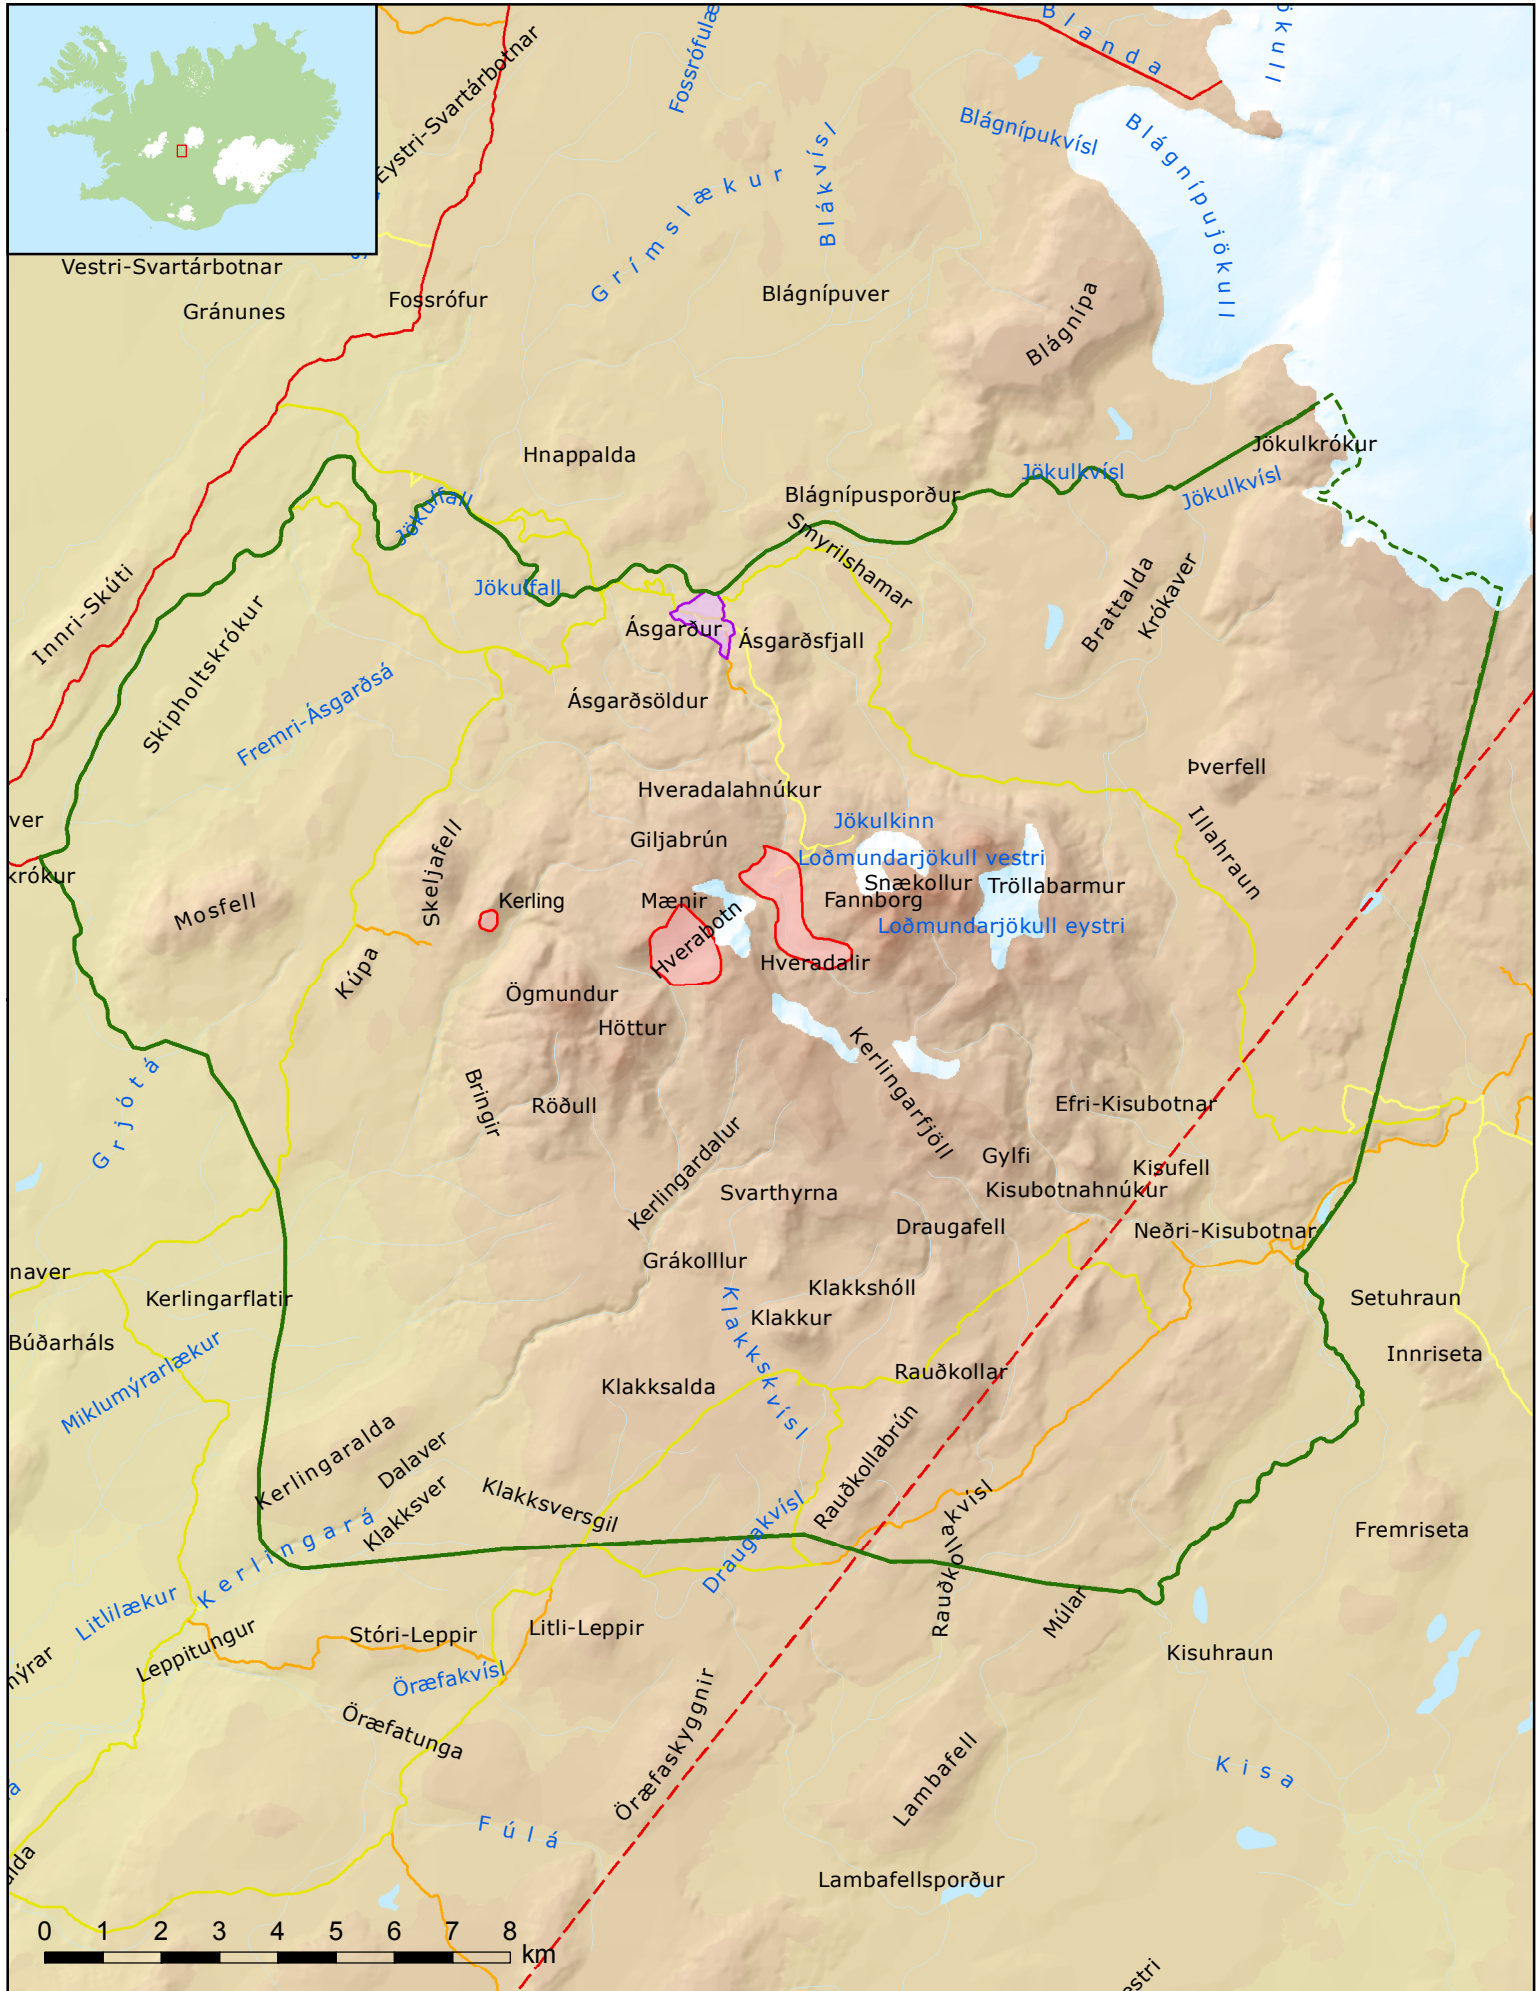 Blanda
ökull
Fossrófulæ
Eystri-Svartárbotnar
Blágnípukvísl
Blágnípujökull
Blákvísl
Grímslækur
Vestri-Svartárbotnar
Gránunes
Fossrófur
Blágnípuver
Blágnípa
Jökulkrókur
Hnappalda
Jökulkvísl
Jökulkvísl
Blágnípusporður
Jökulfall
Smyrilshamar
Jökulfall
Innri-Skúti
Brattalda
Krókaver
Skipholtskrókur
Ásgarður
Ásgarðsfjall
Fremri-Ásgarðsá
Ásgarðsöldur
Þverfell
Hveradalahnúkur
ver
Jökulkinn
Illahraun
Giljabrún
Skeljafell
Loðmundarjökull vestri
krókur
Snækollur
Tröllabarmur
Mosfell
Kerling
Mænir
Fannborg
Hverabotn
Loðmundarjökull eystri
Kúpa
Hveradalir
Ögmundur
Höttur
Kerlingarfjöll
Grjótá
Bringir
Röðull
Efri-Kisubotnar
Kerlingardalur
Gylfi
Kisufell
Svarthyrna
Kisubotnahnúkur
Draugafell
Neðri-Kisubotnar
Grákolllur
naver
Klakkshóll
Kerlingarflatir
Setuhraun
Klakkur
Búðarháls
Klakkskvísl
Innriseta
Miklumýrarlækur
Rauðkollar
Klakksalda
Kerlingaralda
Dalaver
Rauðkollabrún
Klakksver
Klakksversgil
Fremriseta
Kerlingará
Draugakvísl
Rauðkollakvísl
Litlilækur
Múlar
Leppitungur
Stóri-Leppir
Litli-Leppir
Kisuhraun
mýrar
Öræfakvísl
Öræfatunga
Öræfaskyggnir
Lambafell
Kisa
a
Fúlá
alda
Lambafellsporður
0 1 2 3 4 5 6 7 8
km
estri